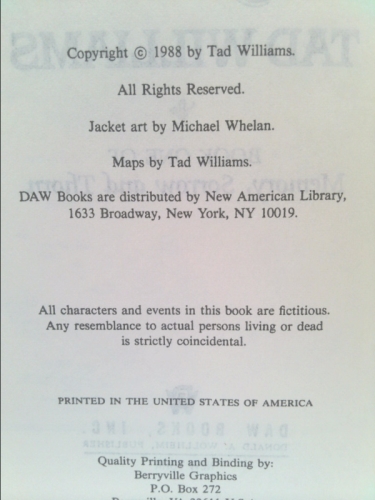 Copyright © 1988 by Tad Williams.
All Rights Reserved.
Jacket art by Michael Whelan.
Maps by Tad Williams.
DAW Books are distributed by New American Library,
1633 Broadway, New York, NY 10019.
All characters and events in this book are fictitious.
Any resemblance to actual persons living or dead
is strictly coincidental.
PRINTED IN THE UNITED STATES OF AMERICA
Quality Printing and Binding by:
Berryville Graphics
P.O. Box 272